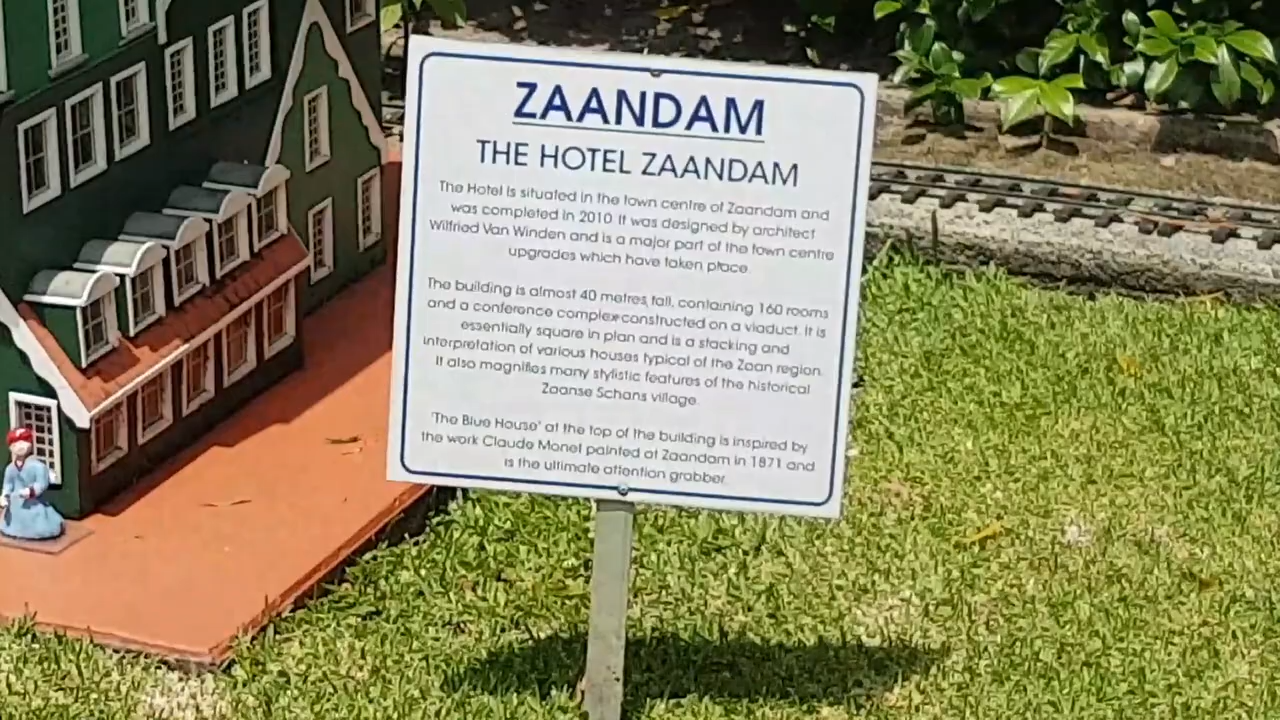 ZAANDAM
THE HOTEL ZAANDAM
The Hotel is situated in the town centre of Zaandam and
was completed in 2010. It was designed by architect
Wilfried Van Winden and is a major part of the town centre
upgrades which have taken place.
The building is almost 40 metres tall, containing 160 rooms
and a conference complex constructed on a viaduct. It is
essentially square in plan and is a stacking and
interpretation of various houses typical of the Zaan region.
It also magnifies many stylistic features of the historical
Zaanse Schans village.
'The Blue House' at the top of the building is inspired by
the work Claude Monet painted at Zaandam in 1871 and
is the ultimate attention grabber.